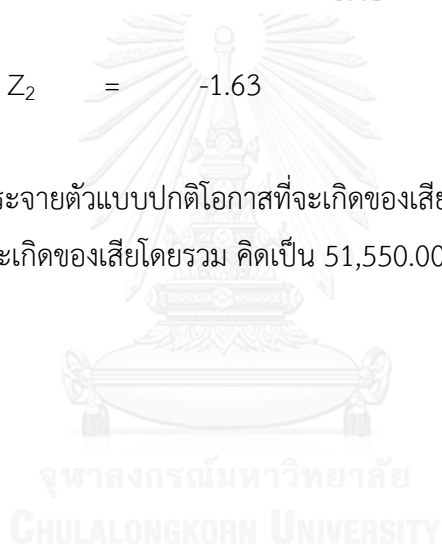 Z₂ = -1.63
ระจายตัวแบบปกติโอกาสที่จะเกิดของเสีย
ะเกิดของเสียโดยรวม คิดเป็น 51,550.00
จุฬาลงกรณ์มหาวิทยาลัย
CHULALONGKORN UNIVERSITY